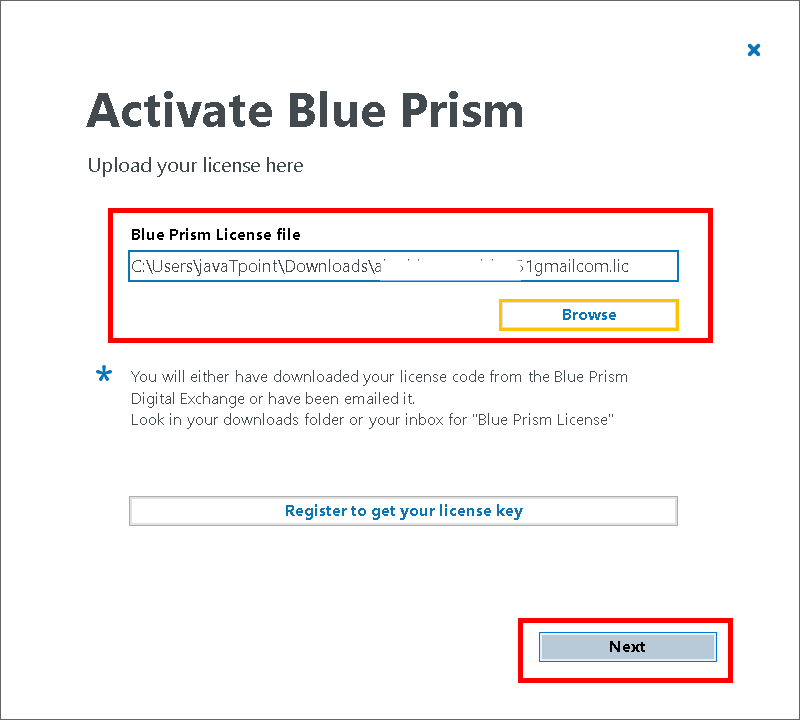 Activate Blue Prism
Upload your license here
Blue Prism License file
C:\Users\javaTpoint\Downloads\a 51gmailcom.lic
Browse
You will either have downloaded your license code from the Blue Prism
Digital Exchange or have been emailed it.
Look in your downloads folder or your inbox for "Blue Prism License"
Register to get your license key
Next